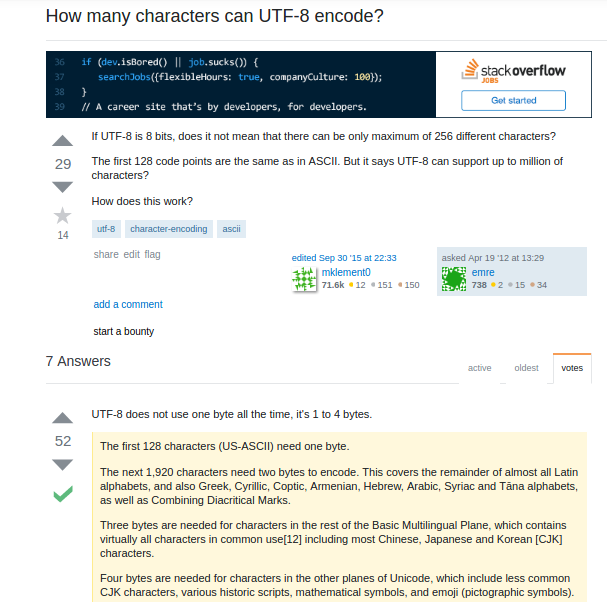 How many characters can UTF-8 encode?
36 if (dev.isBored() || job.sucks()) {
37 searchJobs({flexibleHours: true, companyCulture: 100});
38 }
39 // A career site that's by developers, for developers.
stackoverflow
JOBS
Get started
If UTF-8 is 8 bits, does it not mean that there can be only maximum of 256 different characters?
29
The first 128 code points are the same as in ASCII. But it says UTF-8 can support up to million of
characters?
How does this work?
14
utf-8 character-encoding ascii
share edit flag
edited Sep 30 '15 at 22:33
mklement0
71.6k 12 151 150
asked Apr 19 '12 at 13:29
emre
738 2 15 34
add a comment
start a bounty
7 Answers
active oldest votes
UTF-8 does not use one byte all the time, it's 1 to 4 bytes.
52
The first 128 characters (US-ASCII) need one byte.
The next 1,920 characters need two bytes to encode. This covers the remainder of almost all Latin
alphabets, and also Greek, Cyrillic, Coptic, Armenian, Hebrew, Arabic, Syriac and Tāna alphabets,
as well as Combining Diacritical Marks.
Three bytes are needed for characters in the rest of the Basic Multilingual Plane, which contains
virtually all characters in common use[12] including most Chinese, Japanese and Korean [CJK]
characters.
Four bytes are needed for characters in the other planes of Unicode, which include less common
CJK characters, various historic scripts, mathematical symbols, and emoji (pictographic symbols).